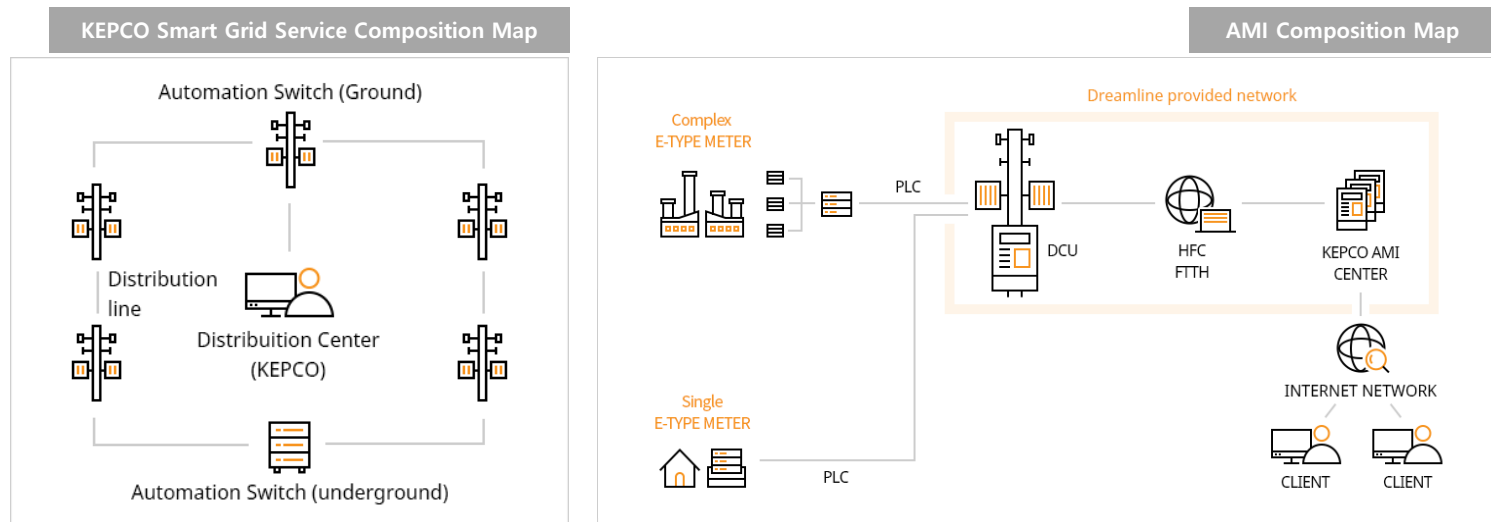 KEPCO Smart Grid Service Composition Map
Automation Switch (Ground)
Distribution
line
Distribuition Center
(KEPCO)
Automation Switch (underground)
AMI Composition Map
Dreamline provided network
Complex
E-TYPE METER
PLC
DCU
HFC
FTTH
KEPCO AMI
CENTER
INTERNET NETWORK
CLIENT
CLIENT
Single
E-TYPE METER
PLC